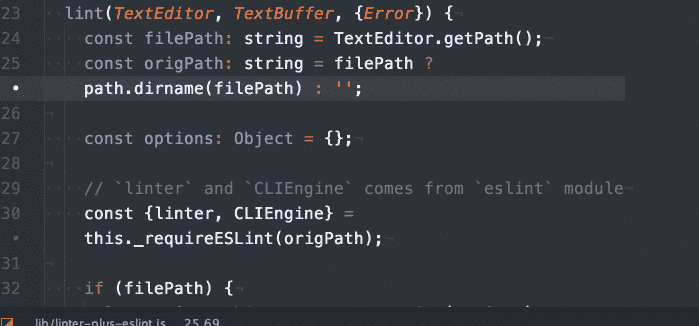 23 lint(TextEditor, TextBuffer, {Error}) {
24 const filePath: string = TextEditor.getPath();
25 const origPath: string = filePath ?
• path.dirname(filePath) : '';
26
27 const options: Object = {};
28
29 // `linter` and `CLIEngine` comes from `eslint` module
30 const {linter, CLIEngine} =
• this._requireESLint(origPath);
31
32 if (filePath) {
lib/linter-plus-eslint.js 25,69